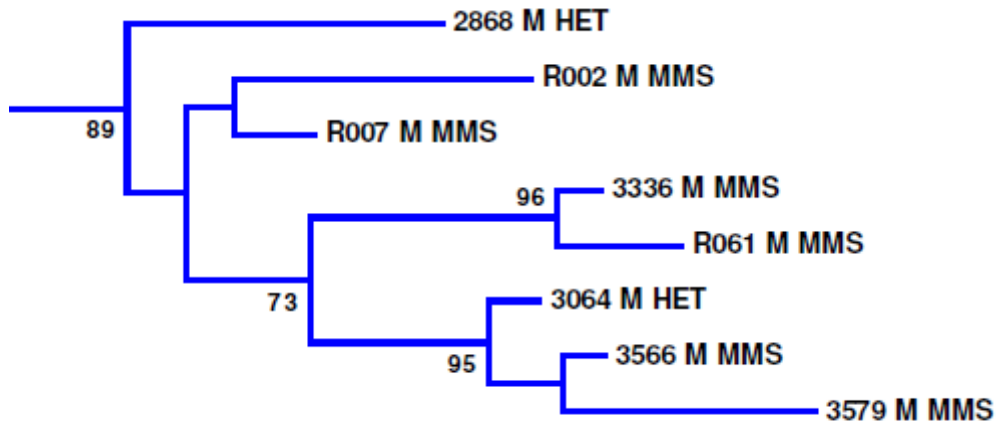 2868 M HET
R002 M MMS
89
R007 M MMS
96
3336 M MMS
R061 M MMS
73
3064 M HET
95
3566 M MMS
3579 M MMS